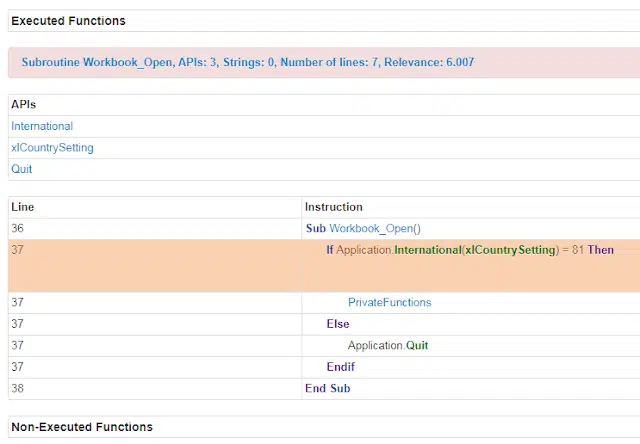 Executed Functions
Subroutine Workbook_Open, APIs: 3, Strings: 0, Number of lines: 7, Relevance: 6.007
APIs
International
xlCountrySetting
Quit
Line Instruction
36 Sub Workbook_Open()
37 If Application.International(xlCountrySetting) = 81 Then
37 PrivateFunctions
37 Else
37 Application.Quit
37 Endif
38 End Sub
Non-Executed Functions